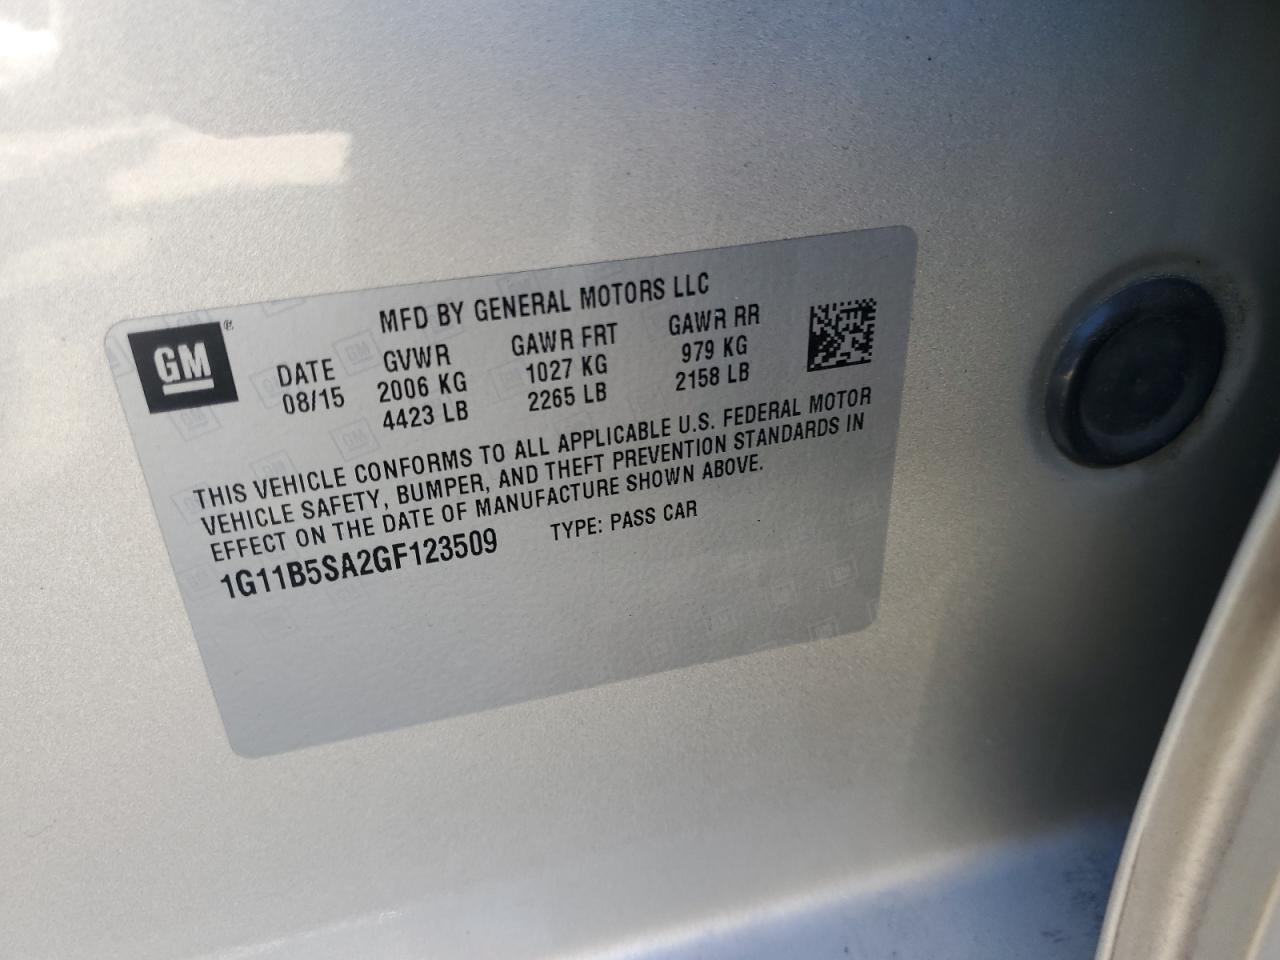 GM®
MFD BY GENERAL MOTORS LLC
DATE GVWR GAWR FRT GAWR RR
08/15 2006 KG 1027 KG 979 KG
4423 LB 2265 LB 2158 LB
THIS VEHICLE CONFORMS TO ALL APPLICABLE U.S. FEDERAL MOTOR
VEHICLE SAFETY, BUMPER, AND THEFT PREVENTION STANDARDS IN
EFFECT ON THE DATE OF MANUFACTURE SHOWN ABOVE.
1G11B5SA2GF123509 TYPE: PASS CAR